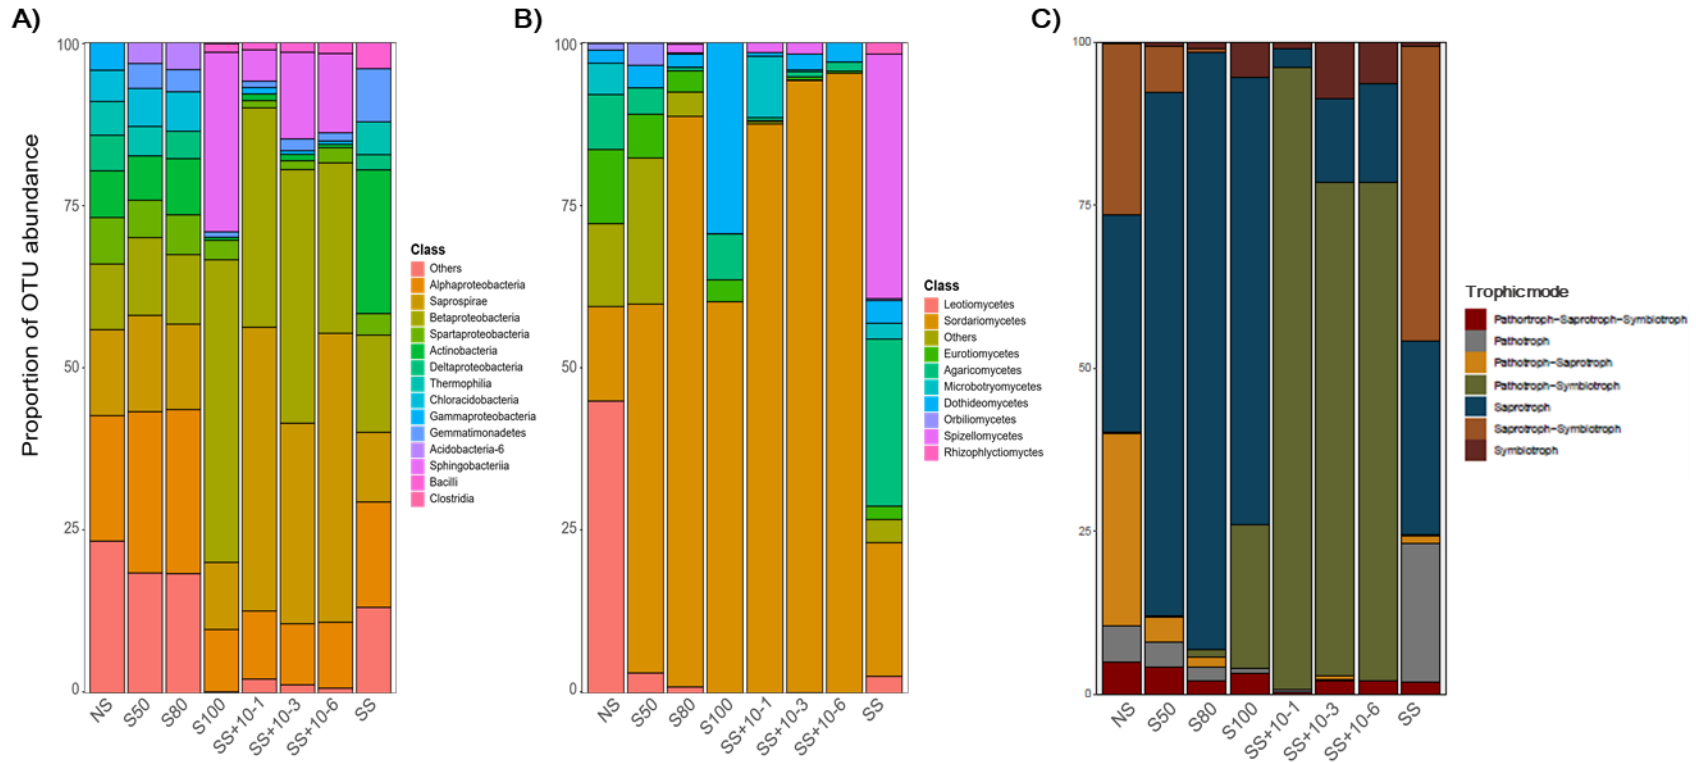 A)
B)
C)
Proportion of OTU abundance
100
75
50
25
0
NS
S50
S80
S100
SS+10-1
SS+10-3
SS+10-6
SS
Class
Others
Alphaproteobacteria
Saprospirae
Betaproteobacteria
Spartaproteobacteria
Actinobacteria
Deltaproteobacteria
Thermophilia
Chloracidobacteria
Gammaproteobacteria
Gemmatimonadetes
Acidobacteria-6
Sphingobacteriia
Bacilli
Clostridia
100
75
50
25
0
NS
S50
S80
S100
SS+10-1
SS+10-3
SS+10-6
SS
Class
Leotiomycetes
Sordariomycetes
Others
Eurotiomycetes
Agaricomycetes
Microbotryomycetes
Dothideomycetes
Orbiliomycetes
Spizellomycetes
Rhizophlyctiomyctes
100
75
50
25
0
NS
S50
S80
S100
SS+10-1
SS+10-3
SS+10-6
SS
Trophic mode
Pathortroph-Saprotroph-Symbiotroph
Pathotroph
Pathotroph-Saprotroph
Pathotroph-Symbiotroph
Saprotroph
Saprotroph-Symbiotroph
Symbiotroph